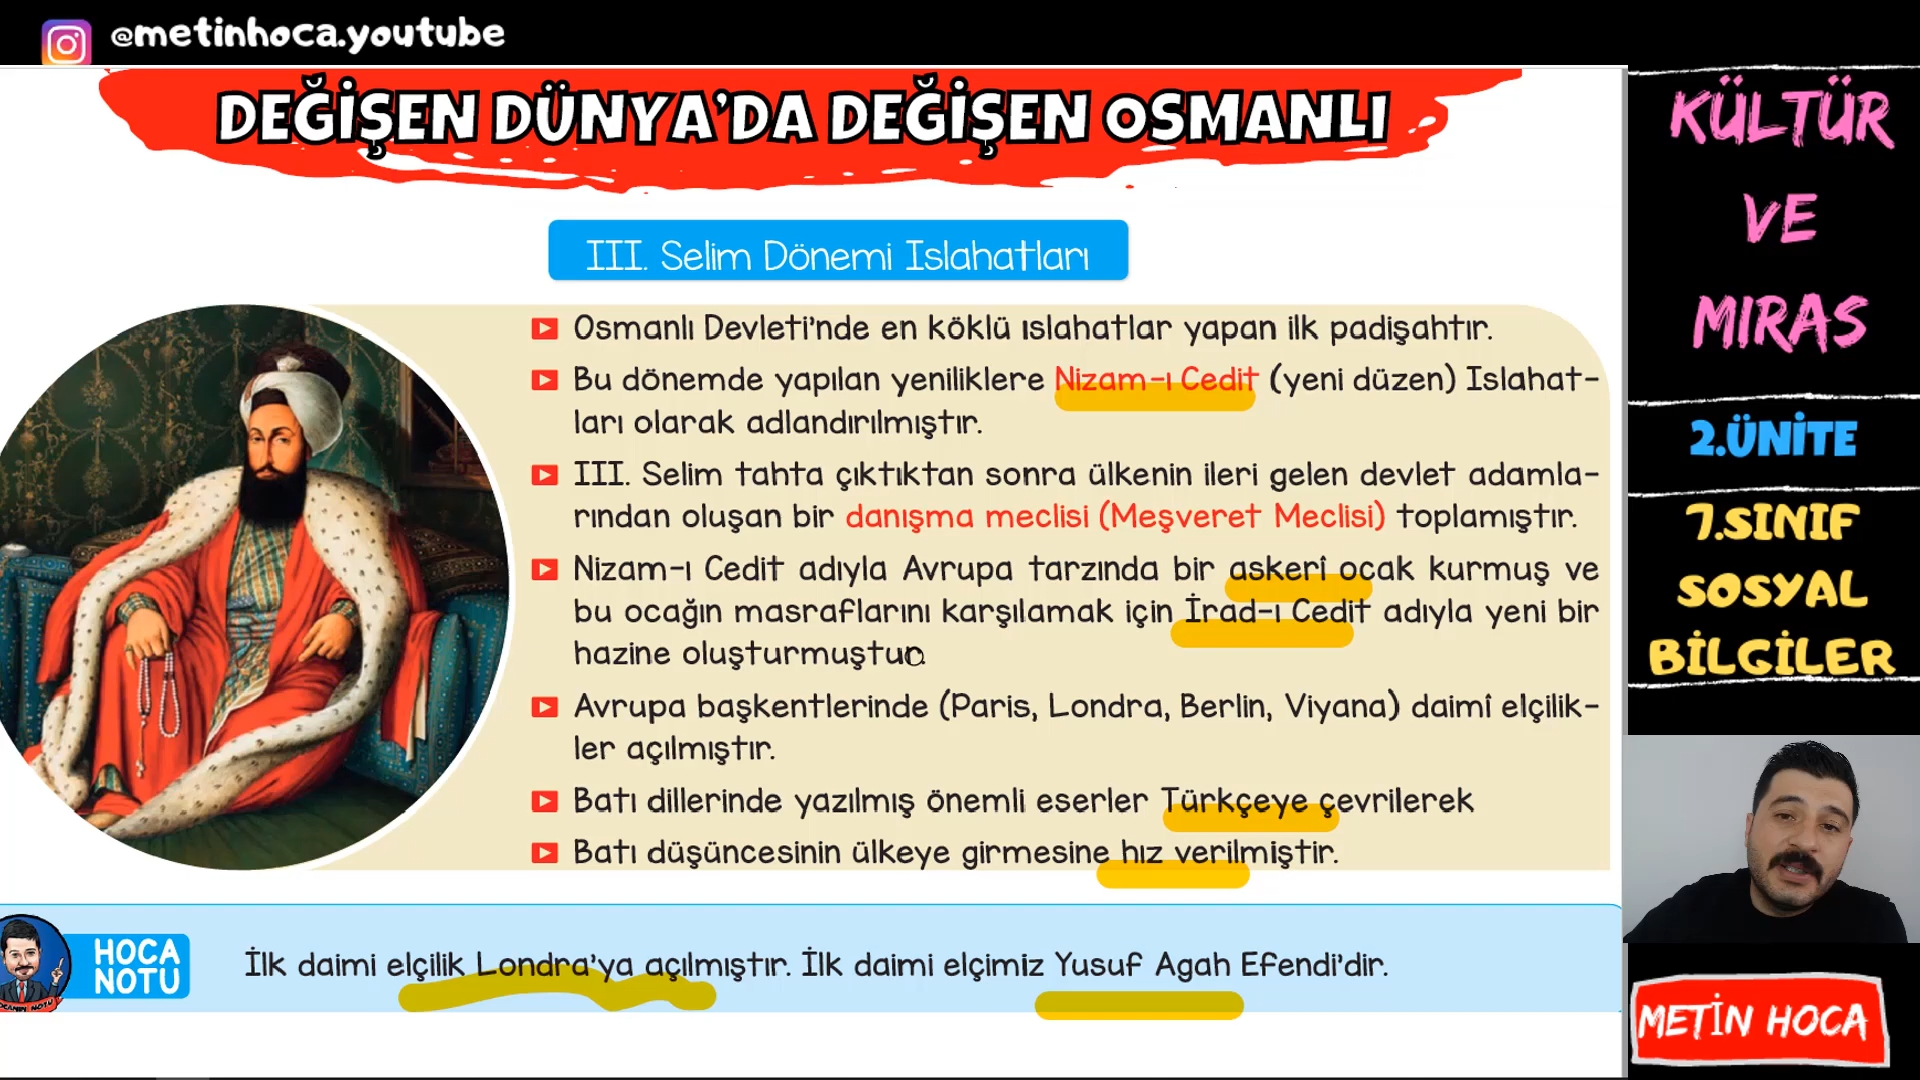 @metinhoca.youtube
DEĞİŞEN DÜNYA'DA DEĞİŞEN OSMANLI
III. Selim Dönemi Islahatları
Osmanlı Devleti'nde en köklü ıslahatlar yapan ilk padişahtır.
Bu dönemde yapılan yeniliklere Nizam-ı Cedit (yeni düzen) Islahat-
ları olarak adlandırılmıştır.
III. Selim tahta çıktıktan sonra ülkenin ileri gelen devlet adamla-
rından oluşan bir danışma meclisi (Meşveret Meclisi) toplamıştır.
Nizam-ı Cedit adıyla Avrupa tarzında bir askerî ocak kurmuş ve
bu ocağın masraflarını karşılamak için İrad-ı Cedit adıyla yeni bir
hazine oluşturmuştur.
Avrupa başkentlerinde (Paris, Londra, Berlin, Viyana) daimî elçilik-
ler açılmıştır.
Batı dillerinde yazılmış önemli eserler Türkçeye çevrilerek
Batı düşüncesinin ülkeye girmesine hız verilmiştir.
HOCA
NOTU
İlk daimi elçilik Londra'ya açılmıştır. İlk daimi elçimiz Yusuf Agah Efendi'dir.
KÜLTÜR
VE
MIRAS
2.ÜNİTE
7.SINIF
SOSYAL
BİLGİLER
METİN HOCA